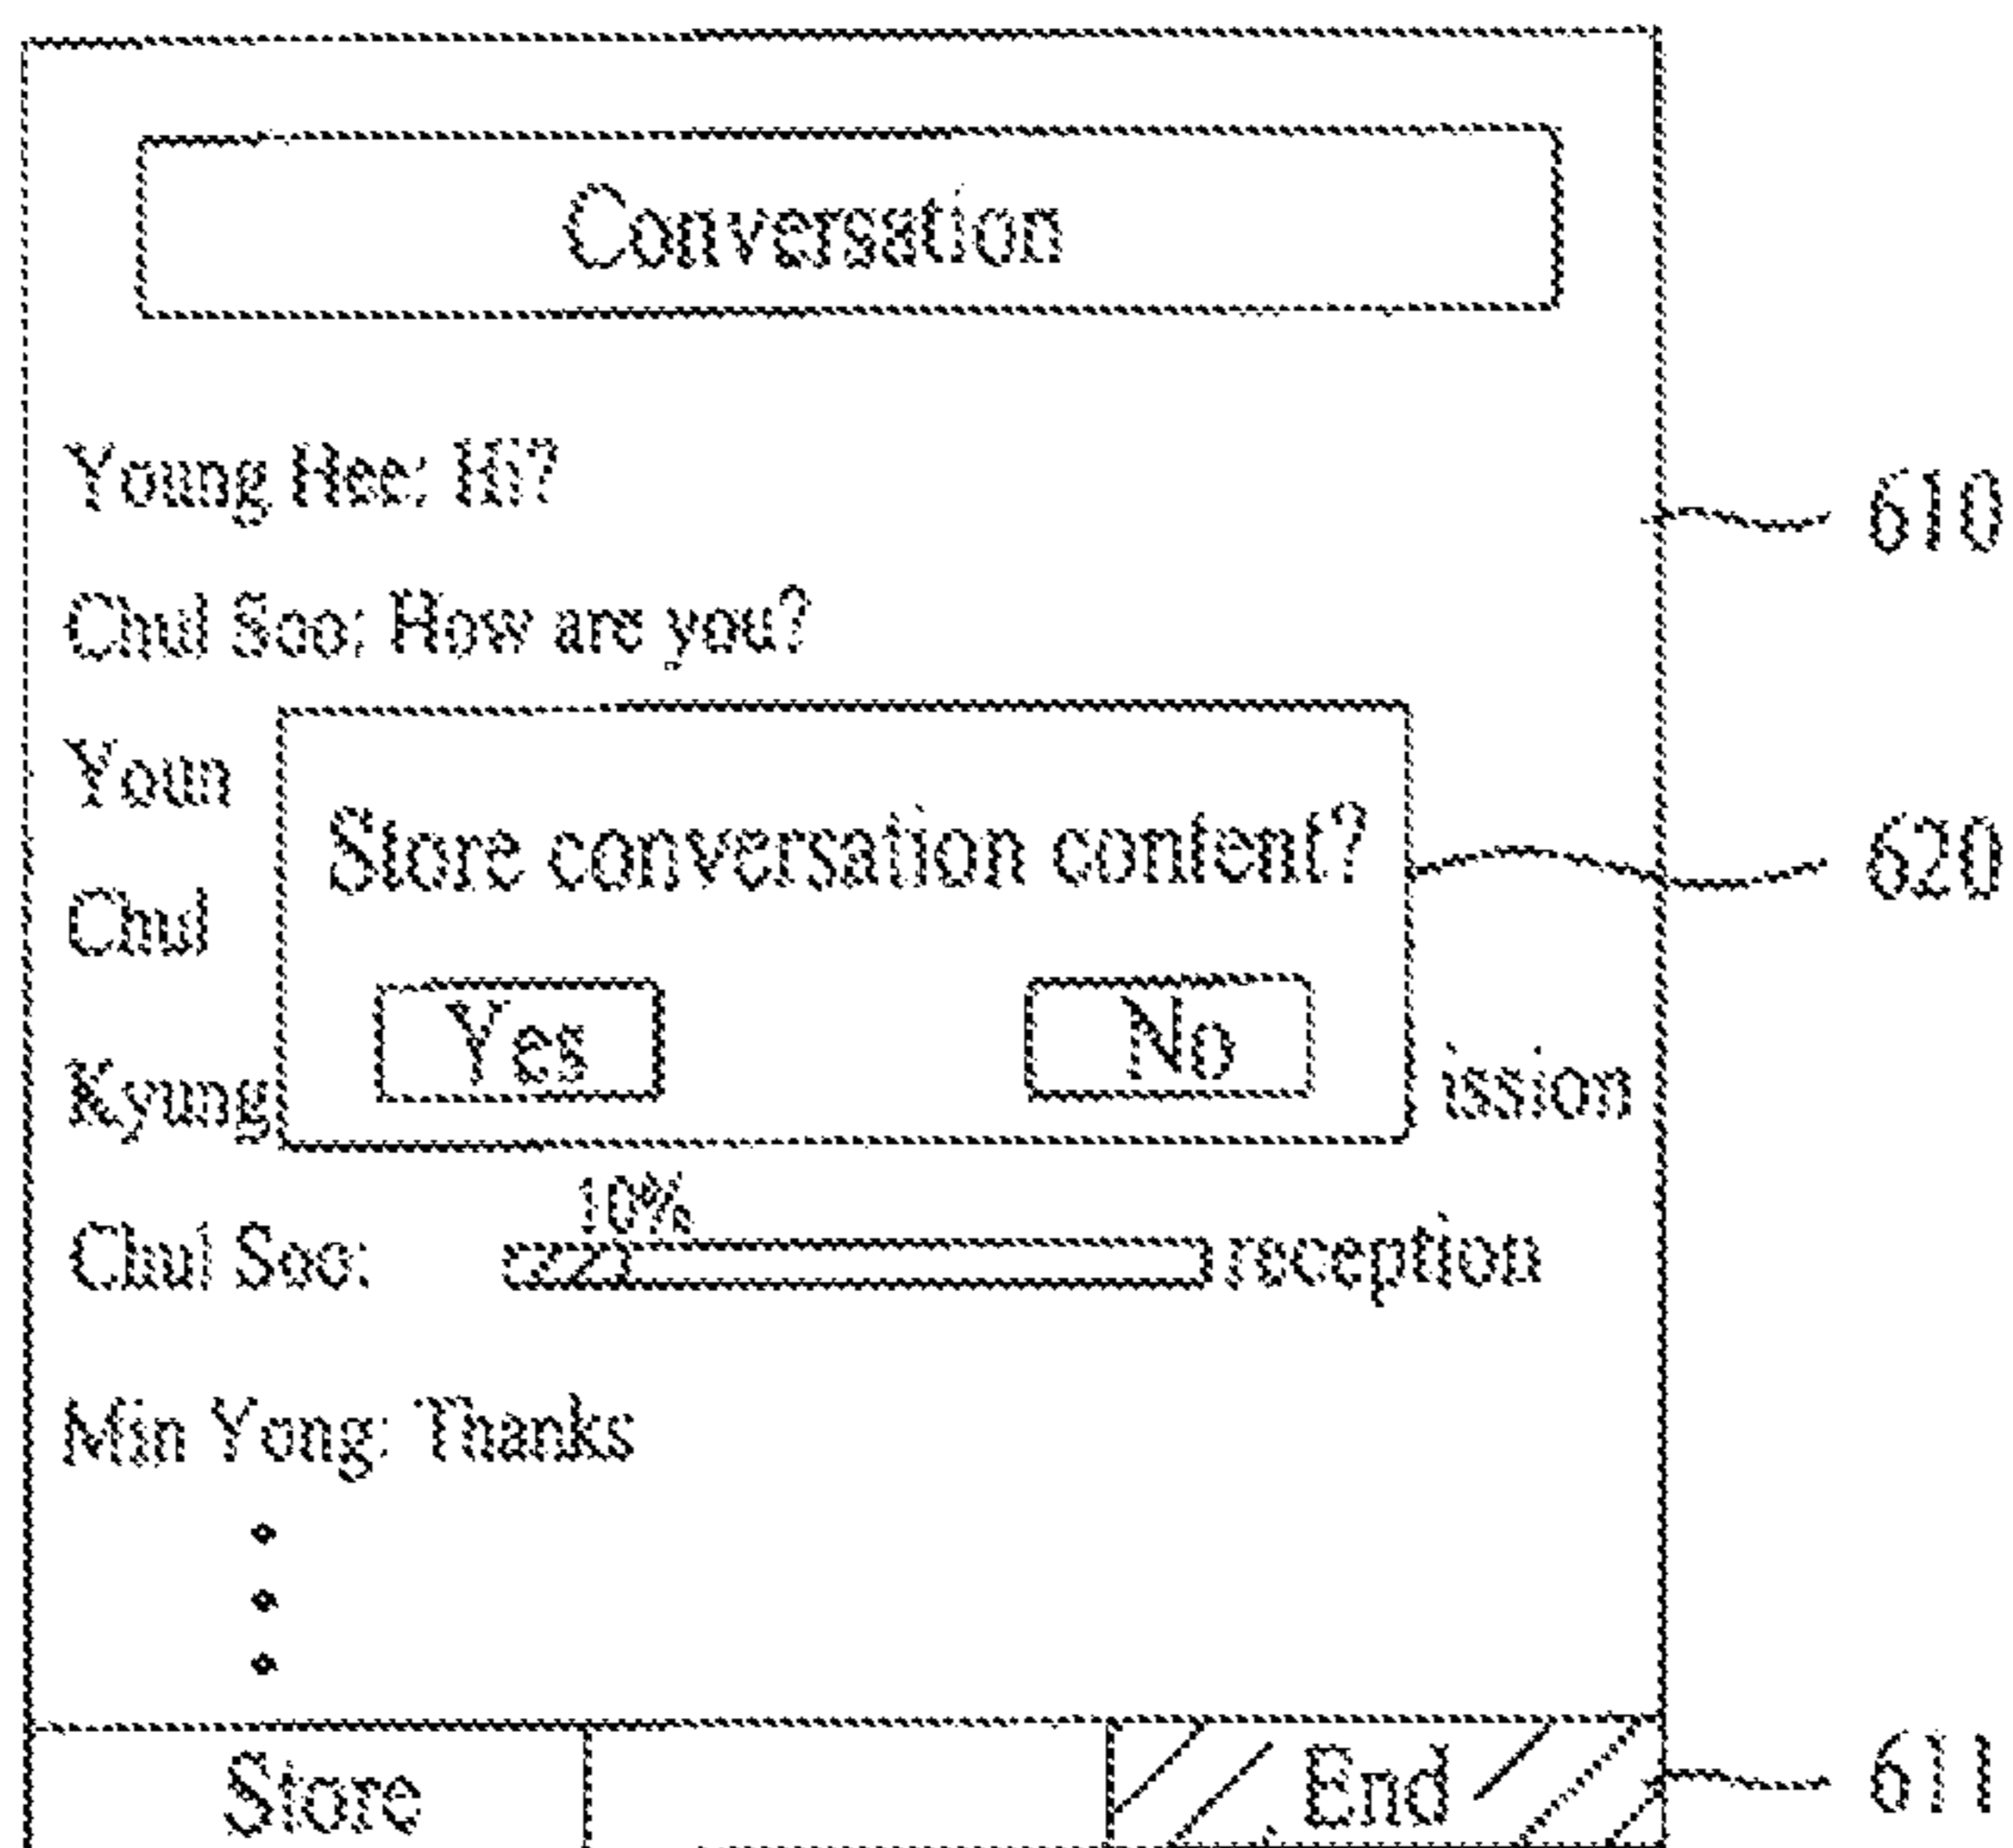 Conversation
Young Hee: Hi?
610
Chul Soo: How are you?
Youn
Store conversation content?
620
Chul
Yes No
Kyung ission
10%
Chul Soo: reception
Min Yong: Thanks
Store End
611